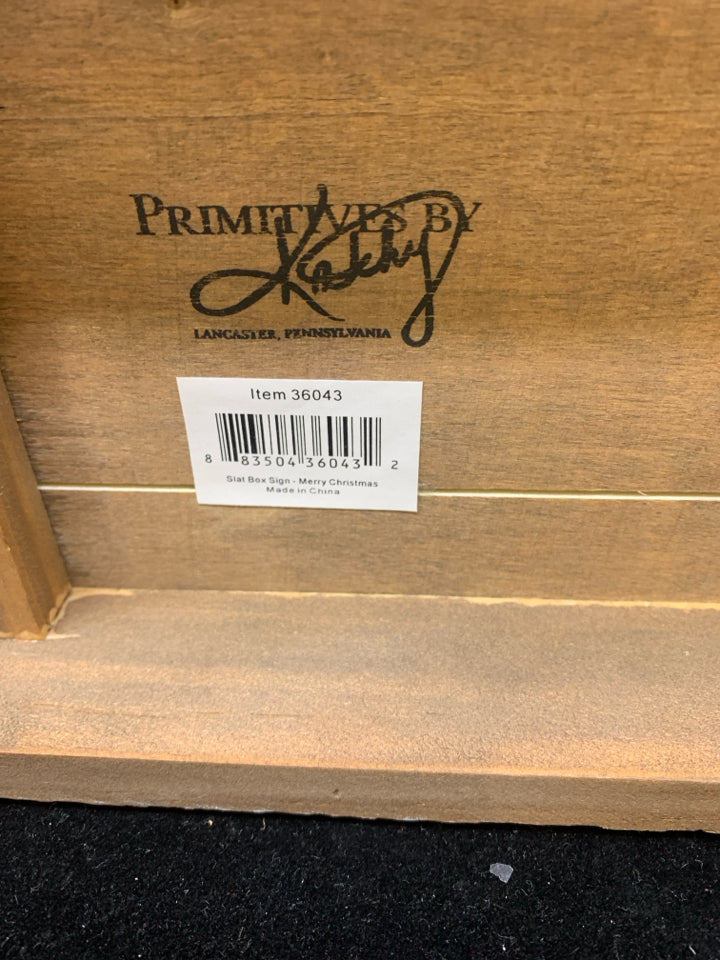 PRIMITIVES BY
Kathy
LANCASTER, PENNSYLVANIA
Item 36043
8 83504 36043 2
Slat Box Sign - Merry Christmas
Made in China